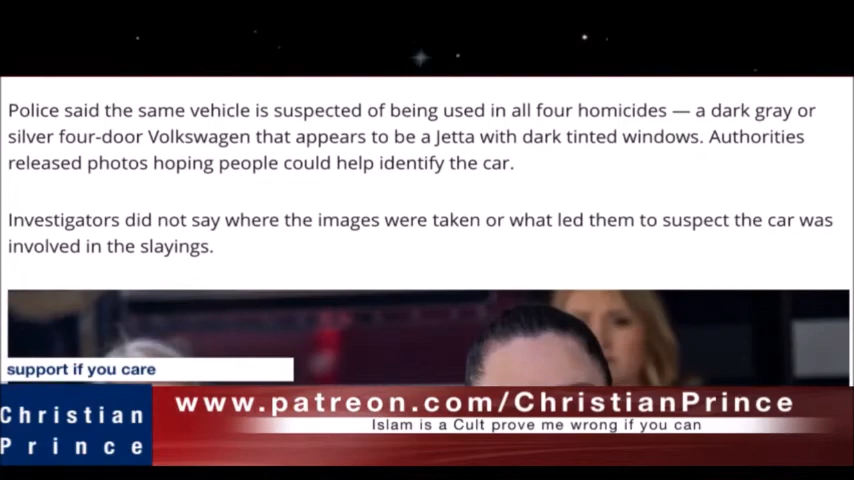 Police said the same vehicle is suspected of being used in all four homicides — a dark gray or
silver four-door Volkswagen that appears to be a Jetta with dark tinted windows. Authorities
released photos hoping people could help identify the car.
Investigators did not say where the images were taken or what led them to suspect the car was
involved in the slayings.
support if you care
Christian
Prince
www.patreon.com/ChristianPrince
Islam is a Cult prove me wrong if you can